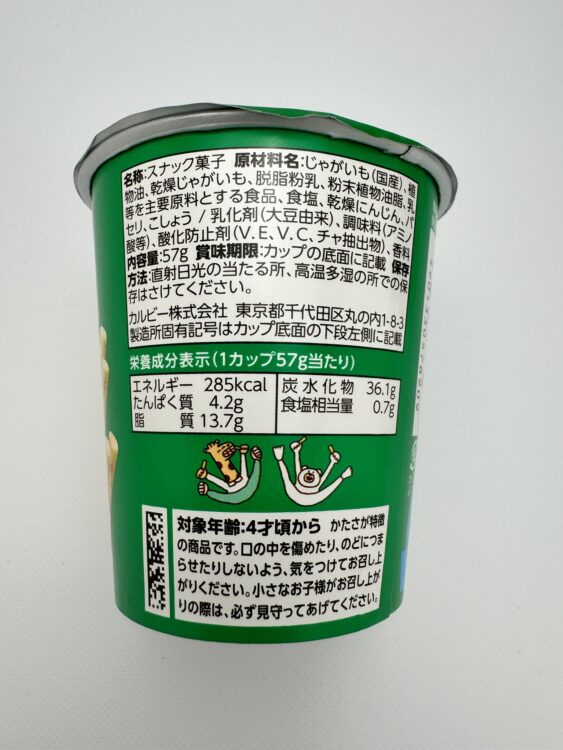 名称:スナック菓子 原材料名:じゃがいも(国産)、植
物油、乾燥じゃがいも、脱脂粉乳、粉末植物油脂、乳
等を主要原料とする食品、食塩、乾燥にんじん、パ
セリ、こしょう / 乳化剤(大豆由来)、調味料(アミノ
酸等)、酸化防止剤(V.E、V.C、チャ抽出物)、香料
内容量:57g 賞味期限:カップの底面に記載 保存
方法:直射日光の当たる所、高温多湿の所での保
存はさけてください。
カルビー株式会社 東京都千代田区丸の内1-8-3
製造所固有記号はカップ底面の下段左側に記載
栄養成分表示(1カップ57g当たり)
エネルギー 285kcal 炭水化物 36.1g
たんぱく質 4.2g 食塩相当量 0.7g
脂質 13.7g
対象年齢:4才頃から かたさが特徴
の商品です。口の中を傷めたり、のどにつま
らせたりしないよう、気をつけてお召し上
がりください。小さなお子様がお召し上が
りの際は、必ず見守ってあげてください。